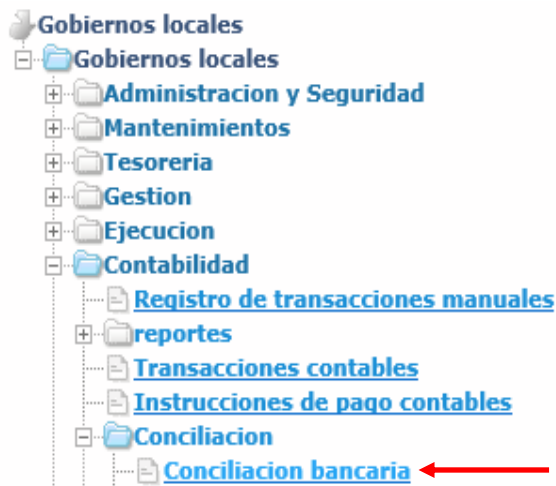 Gobiernos locales
Gobiernos locales
Administracion y Seguridad
Mantenimientos
Tesoreria
Gestion
Ejecucion
Contabilidad
Registro de transacciones manuales
reportes
Transacciones contables
Instrucciones de pago contables
Conciliacion
Conciliacion bancaria